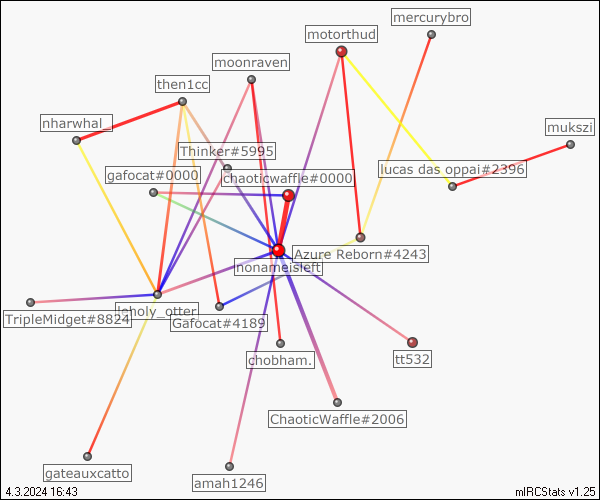 mercurybro
motorthud
moonraven
then1cc
nharwhal_
mukszi
Thinker#5995
lucas das oppai#2396
gafocat#0000
chaoticwaffle#0000
Azure Reborn#4243
nonameisleft
laholy_otter
TripleMidget#8824
Gafocat#4189
chobham.
tt532
ChaoticWaffle#2006
gateauxcatto
amah1246
4.3.2024 16:43
mIRCStats v1.25